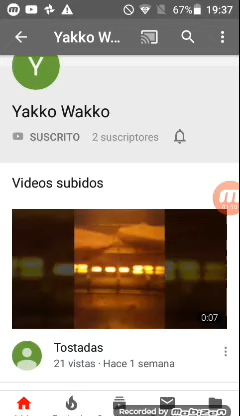 67% 19:37
Yakko W...
Y
Yakko Wakko
SUSCRITO 2 suscriptores
Videos subidos
0:07
Tostadas
21 vistas · Hace 1 semana
Recorded by Mobizen